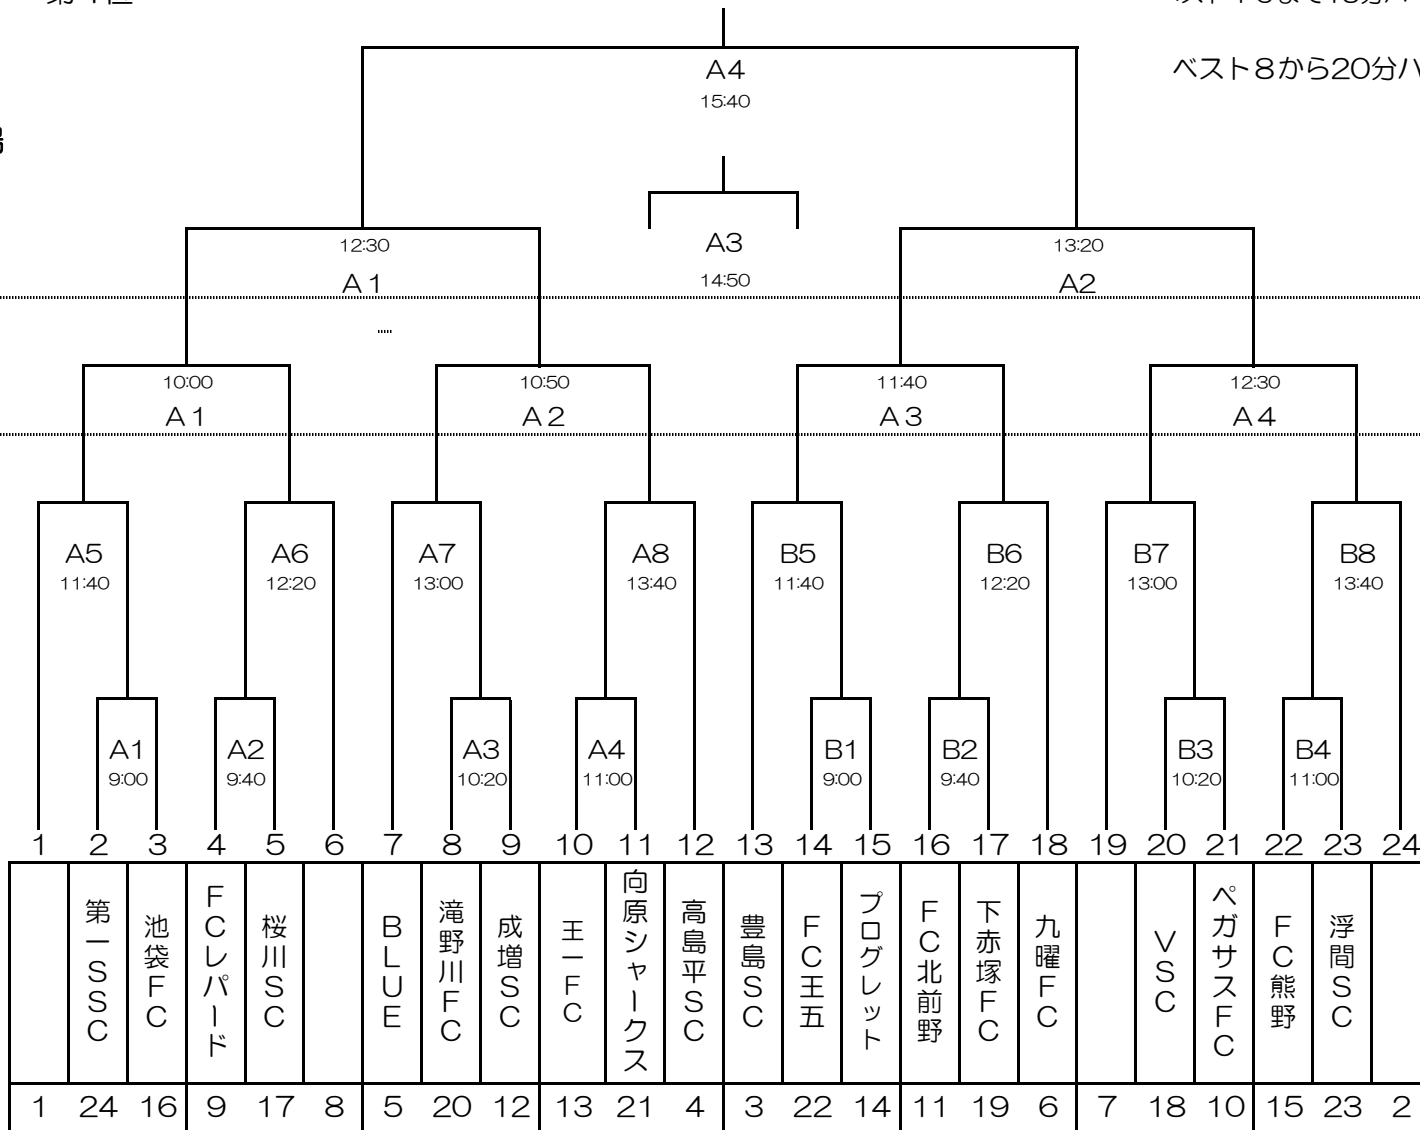 A4
ベスト8から20分ハ
15:40
12:30
A3
13:20
A1
14:50
A2
10:00
10:50
11:40
12:30
A1
A2
A3
A4
A5
A6
A7
A8
B5
B6
B7
B8
11:40
12:20
13:00
13:40
11:40
12:20
13:00
13:40
A1
A2
A3
A4
B1
B2
B3
B4
9:00
9:40
10:20
11:00
9:00
9:40
10:20
11:00
1 2 3 4 5 6 7 8 9 10 11 12 13 14 15 16 17 18 19 20 21 22 23 24
第一SSC
池袋FC
FCレパード
桜川SC
BLUE
滝野川FC
成増SC
王一FC
向原シャークス
高島平SC
豊島SC
FC王五
プログレット
FC北前野
下赤塚FC
九曜FC
VSC
ペガサスFC
FC熊野
浮間SC
1 24 16 9 17 8 5 20 12 13 21 4 3 22 14 11 19 6 7 18 10 15 23 2